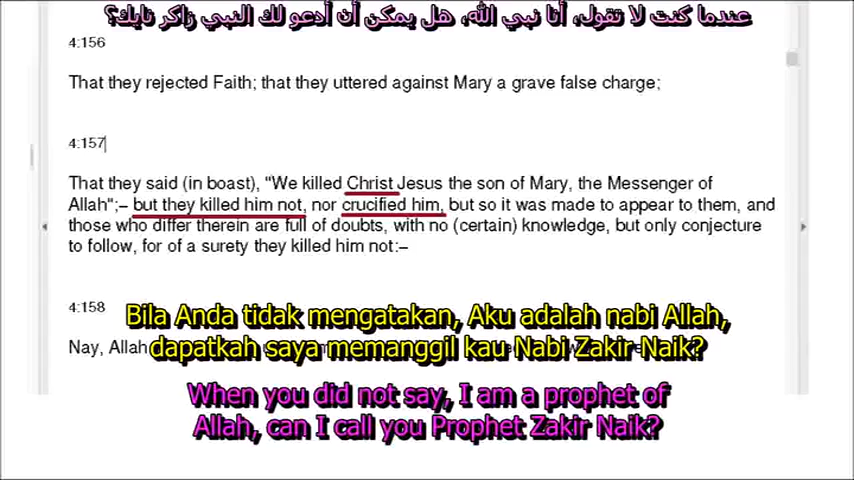 عندما كنت لا تقول، أنا نبي الله، هل يمكن أن أدعو لك النبي زاكر نايك؟
4:156
That they rejected Faith; that they uttered against Mary a grave false charge;
4:157
That they said (in boast), "We killed Christ Jesus the son of Mary, the Messenger of
Allah";– but they killed him not, nor crucified him, but so it was made to appear to them, and
those who differ therein are full of doubts, with no (certain) knowledge, but only conjecture
to follow, for of a surety they killed him not:–
4:158
Nay, Allah
Bila Anda tidak mengatakan, Aku adalah nabi Allah,
dapatkah saya memanggil kau Nabi Zakir Naik?
When you did not say, I am a prophet of
Allah, can I call you Prophet Zakir Naik?